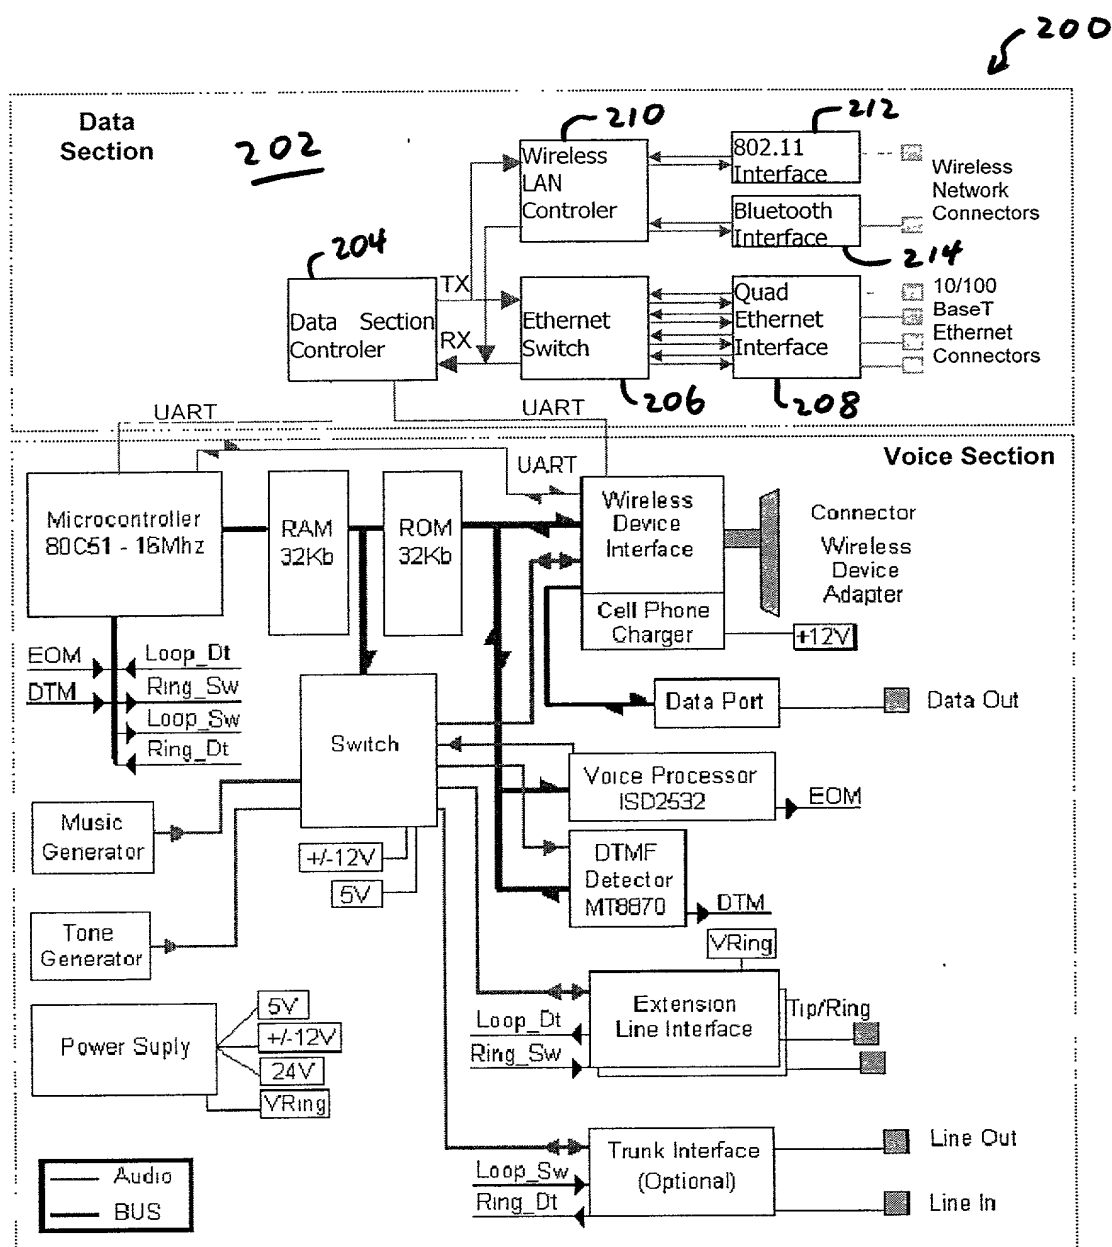 200
Data
Section
202
210
212
Wireless
LAN
Controler
802.11
Interface
Wireless
Network
Connectors
Bluetooth
Interface
214
204
TX
RX
Data Section
Controler
Ethernet
Switch
Quad
Ethernet
Interface
10/100
BaseT
Ethernet
Connectors
206
208
UART
UART
Voice Section
UART
Microcontroller
80C51 - 16Mhz
RAM
32Kb
ROM
32Kb
Wireless
Device
Interface
Connector
Wireless
Device
Adapter
Cell Phone
Charger
+12V
EOM
Loop_Dt
DTM
Ring_Sw
Loop_Sw
Ring_Dt
Switch
Data Port
Data Out
Voice Processor
ISD2532
EOM
Music
Generator
+/-12V
5V
DTMF
Detector
MT8870
DTM
Tone
Generator
VRing
Extension
Line Interface
Tip/Ring
Loop_Dt
Ring_Sw
Power Suply
5V
+/-12V
24V
VRing
Trunk Interface
(Optional)
Line Out
Loop_Sw
Ring_Dt
Line In
Audio
BUS